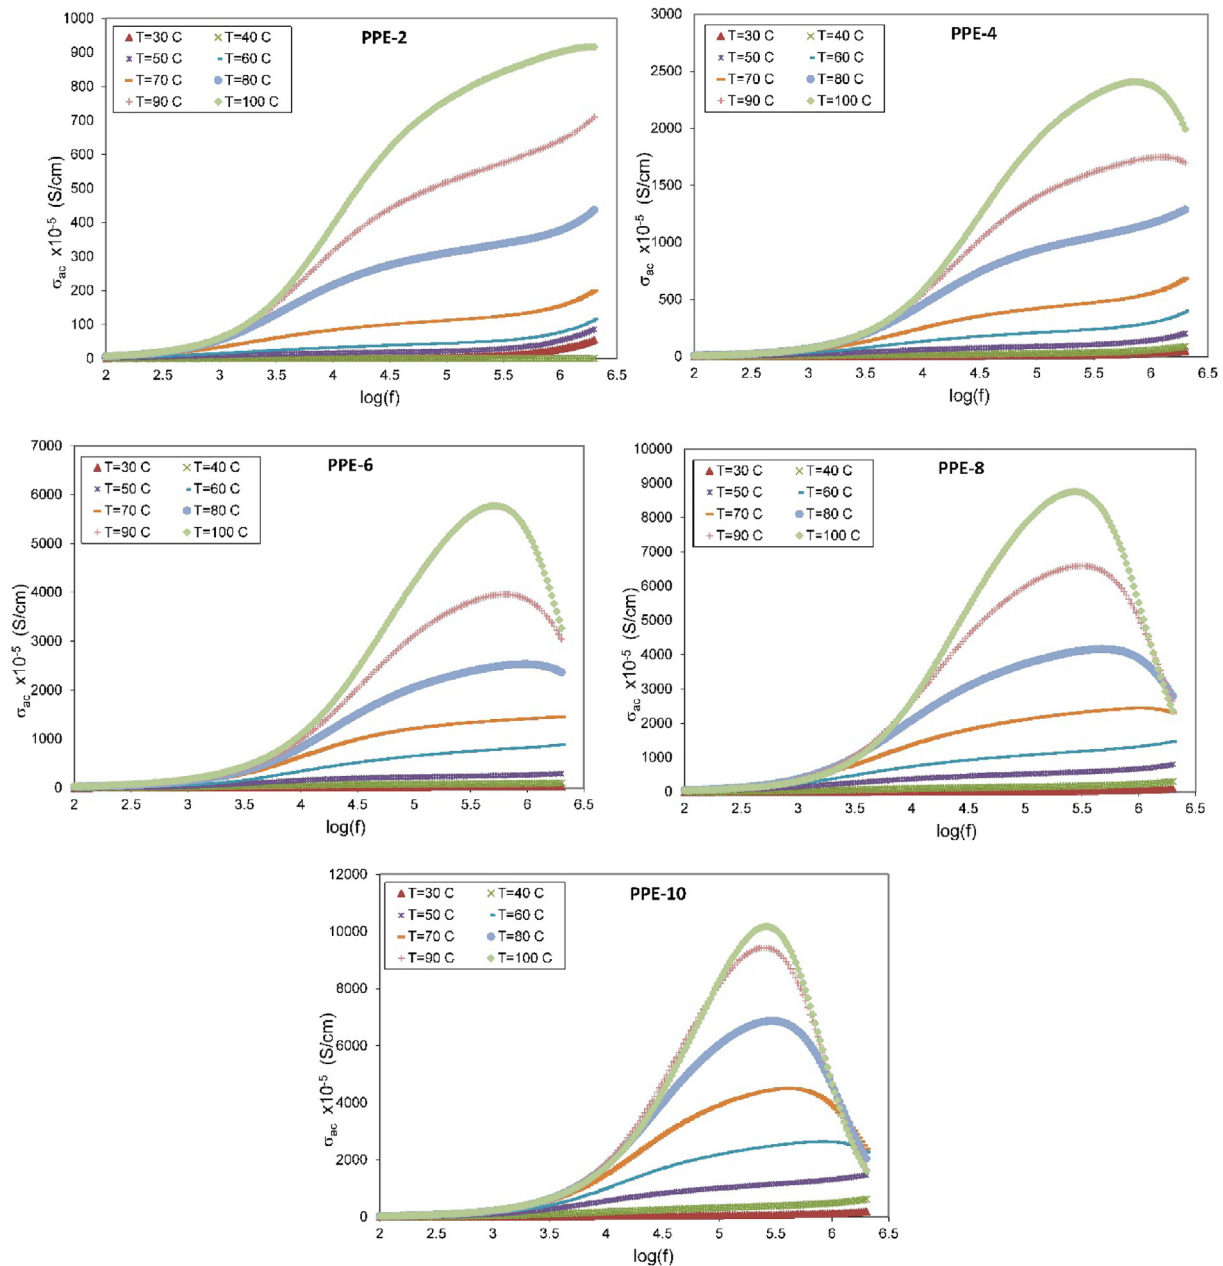 PPE-2
T=30 C T=40 C
T=50 C T=60 C
T=70 C T=80 C
T=90 C T=100 C
1000
900
800
700
600
500
400
300
200
100
0
σac x10-5 (S/cm)
2 2.5 3 3.5 4 4.5 5 5.5 6 6.5
log(f)
PPE-4
T=30 C T=40 C
T=50 C T=60 C
T=70 C T=80 C
T=90 C T=100 C
3000
2500
2000
1500
1000
500
0
σac x10-5 (S/cm)
2 2.5 3 3.5 4 4.5 5 5.5 6 6.5
log(f)
PPE-6
T=30 C T=40 C
T=50 C T=60 C
T=70 C T=80 C
T=90 C T=100 C
7000
6000
5000
4000
3000
2000
1000
0
σac x10-5 (S/cm)
2 2.5 3 3.5 4 4.5 5 5.5 6 6.5
log(f)
PPE-8
T=30 C T=40 C
T=50 C T=60 C
T=70 C T=80 C
T=90 C T=100 C
10000
9000
8000
7000
6000
5000
4000
3000
2000
1000
0
σac x10-5 (S/cm)
2 2.5 3 3.5 4 4.5 5 5.5 6 6.5
log(f)
PPE-10
T=30 C T=40 C
T=50 C T=60 C
T=70 C T=80 C
T=90 C T=100 C
12000
10000
8000
6000
4000
2000
0
σac x10-5 (S/cm)
2 2.5 3 3.5 4 4.5 5 5.5 6 6.5
log(f)